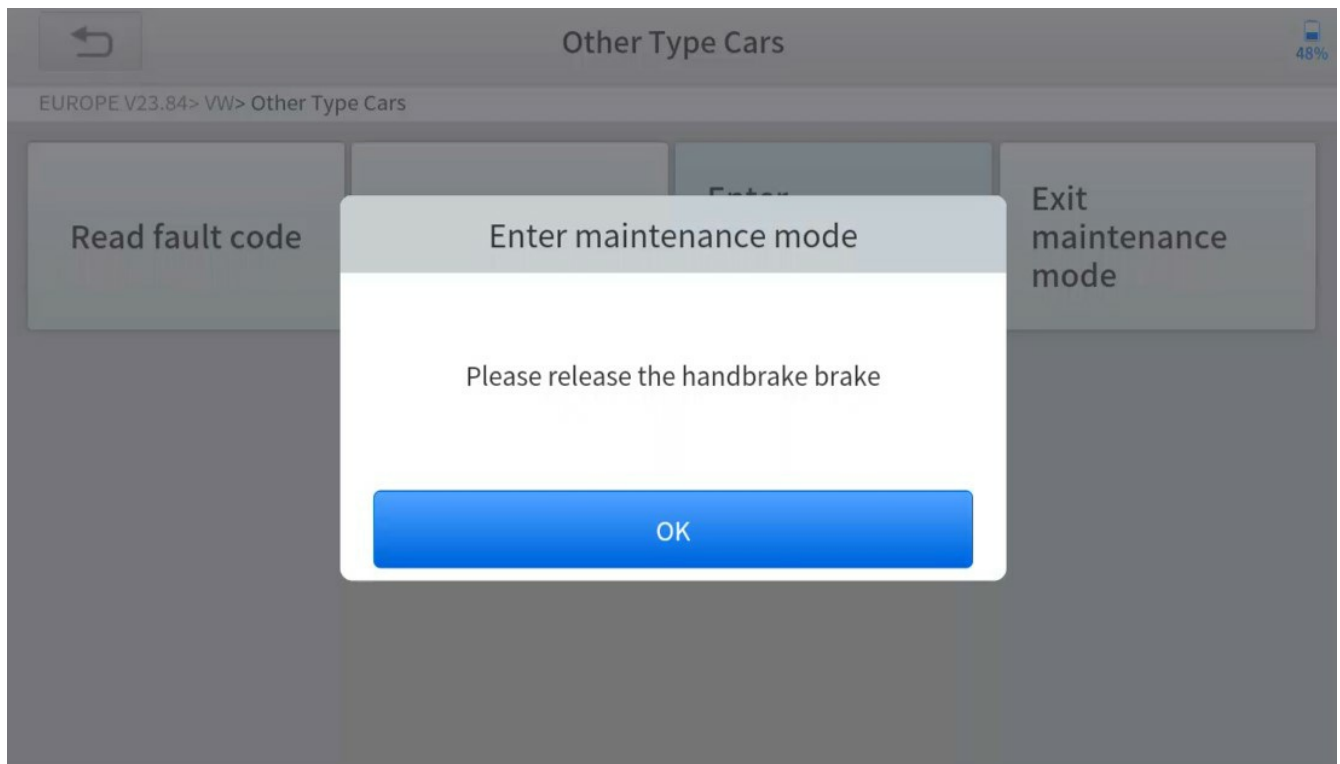 Other Type Cars
48%
EUROPE V23.84> VW> Other Type Cars
Read fault code
Enter
Exit
maintenance
mode
Enter maintenance mode
Please release the handbrake brake
OK